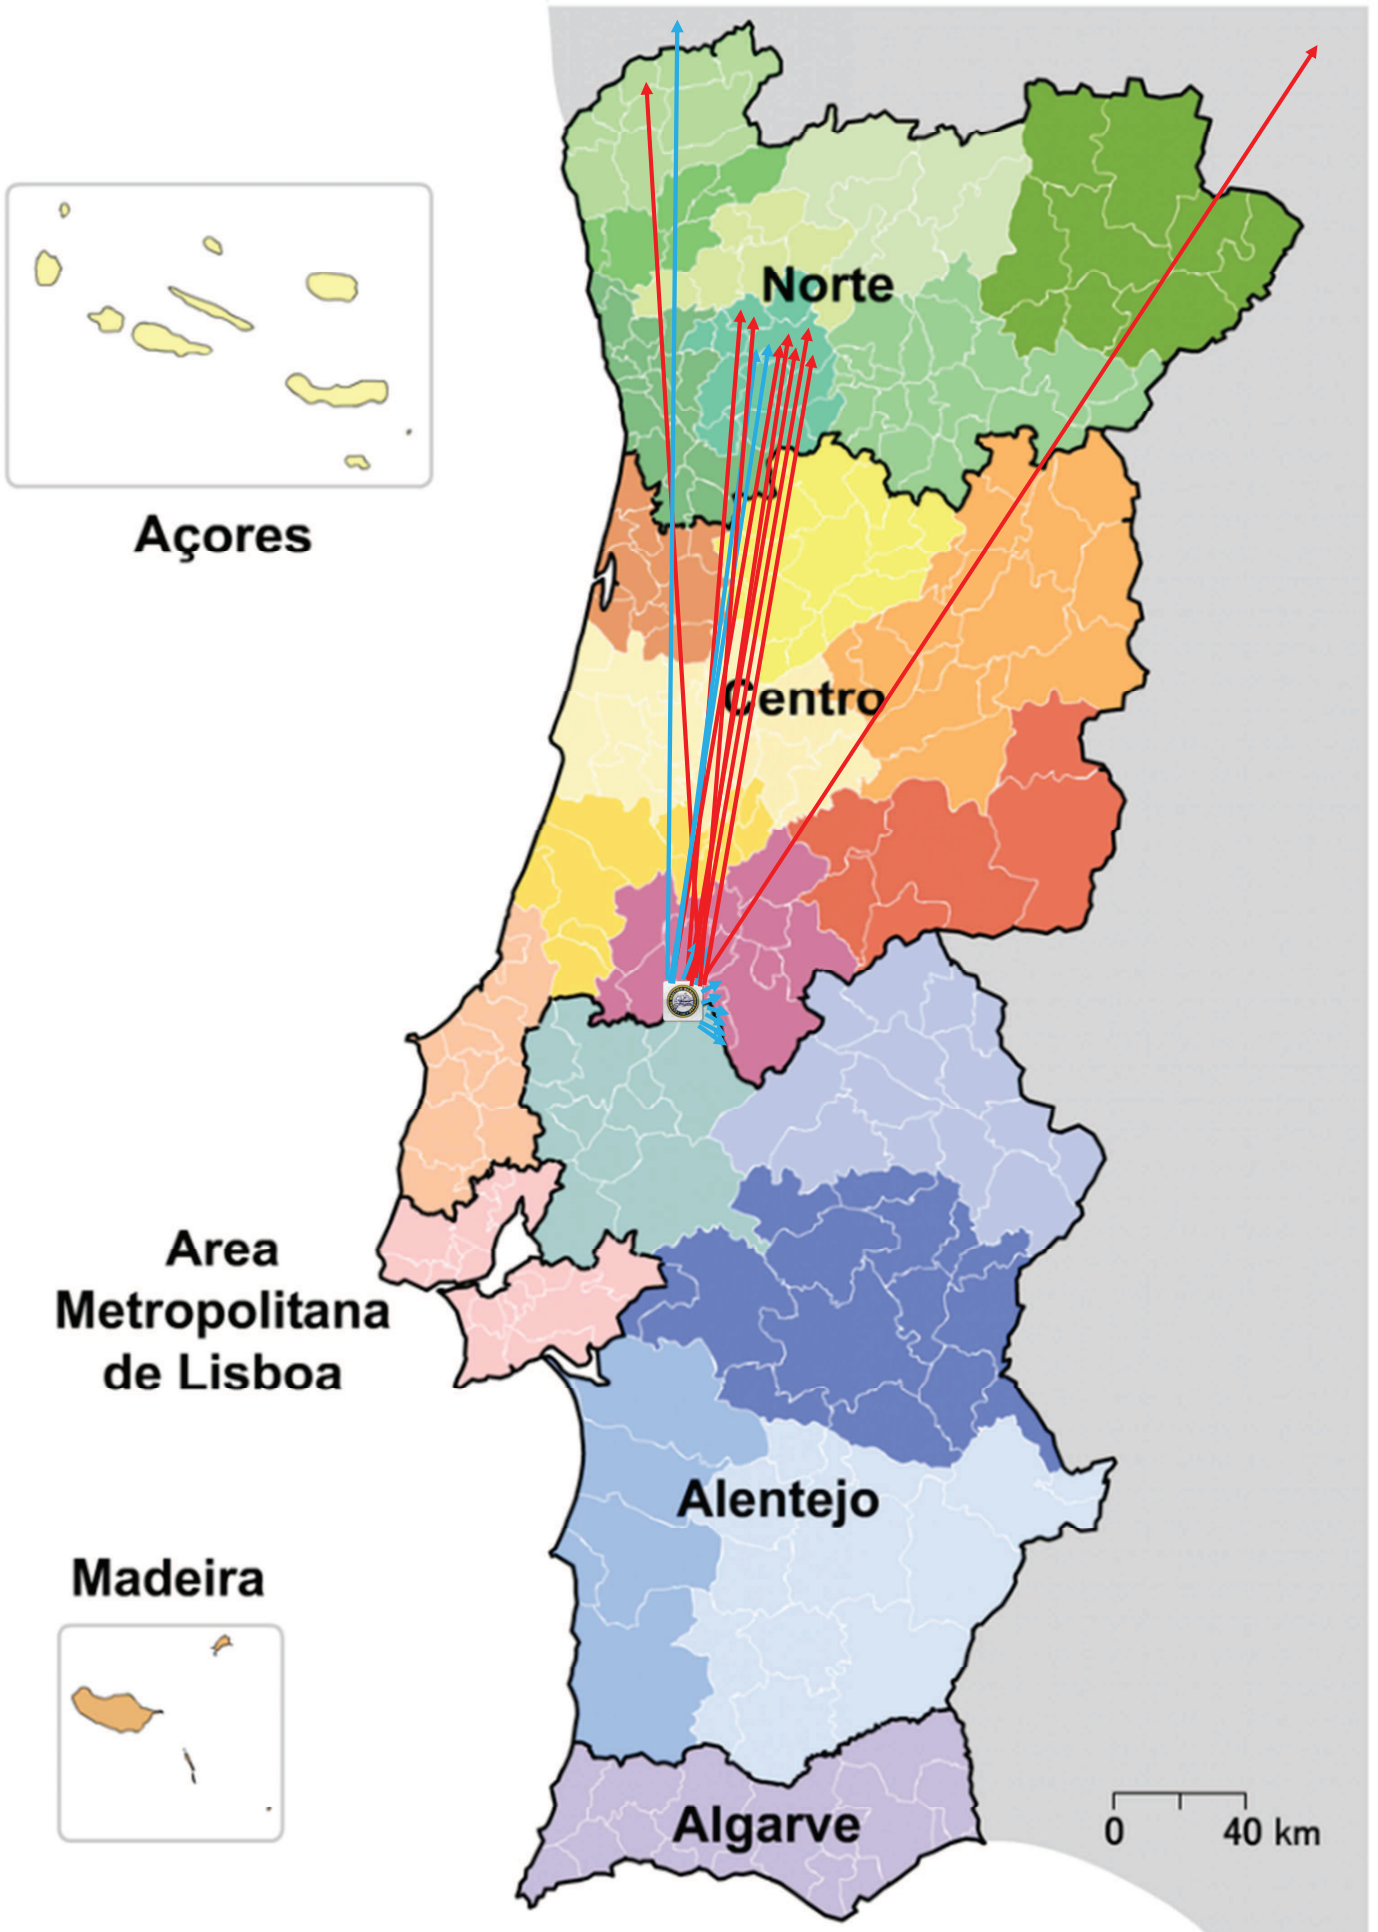 Norte
Açores
Centro
Area
Metropolitana
de Lisboa
Alentejo
Madeira
Algarve
0 40 km